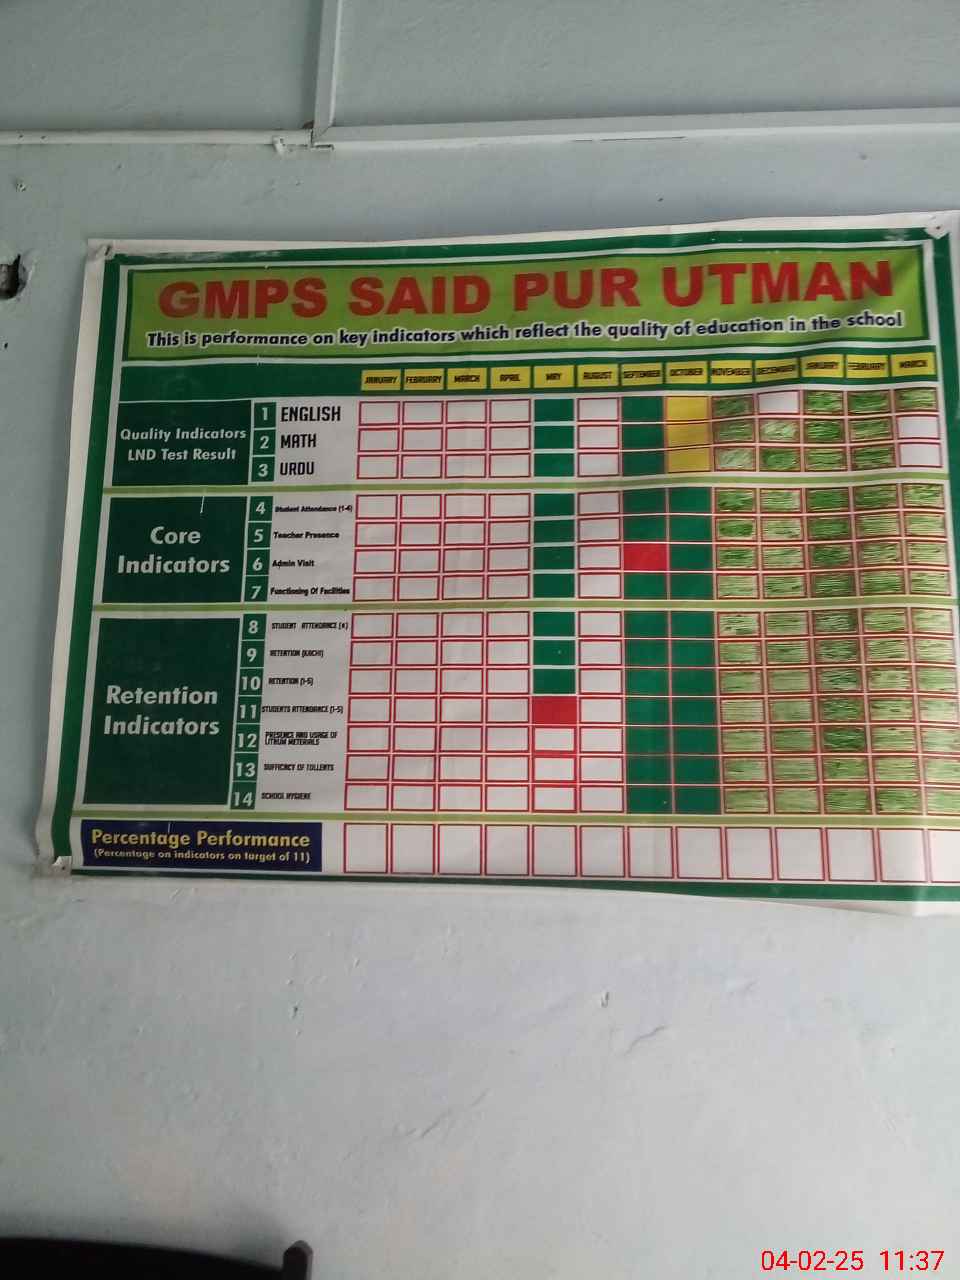 GMPS SAID PUR UTMAN
This is performance on key indicators which reflect the quality of education in the school
JANUARY FEBRUARY MARCH APRIL MAY AUGUST SEPTEMBER OCTOBER NOVEMBER DECEMBER JANUARY FEBRUARY MARCH
Quality Indicators
LND Test Result
1 ENGLISH
2 MATH
3 URDU
Core
Indicators
4 Student Attendance (1-6)
5 Teacher Presence
6 Admin Visit
7 Functioning Of Facilities
Retention
Indicators
8 STUDENT ATTENDANCE (K)
9 RETENTION (KACHI)
10 RETENTION (1-5)
11 STUDENTS ATTENDANCE (1-5)
12 PRESENCE AND USAGE OF
LITNUM METERIALS
13 SUFFICACY OF TOLLENTS
14 SCHOOL HYGIENE
Percentage Performance
(Percentage on indicators on target of 11)
04-02-25 11:37